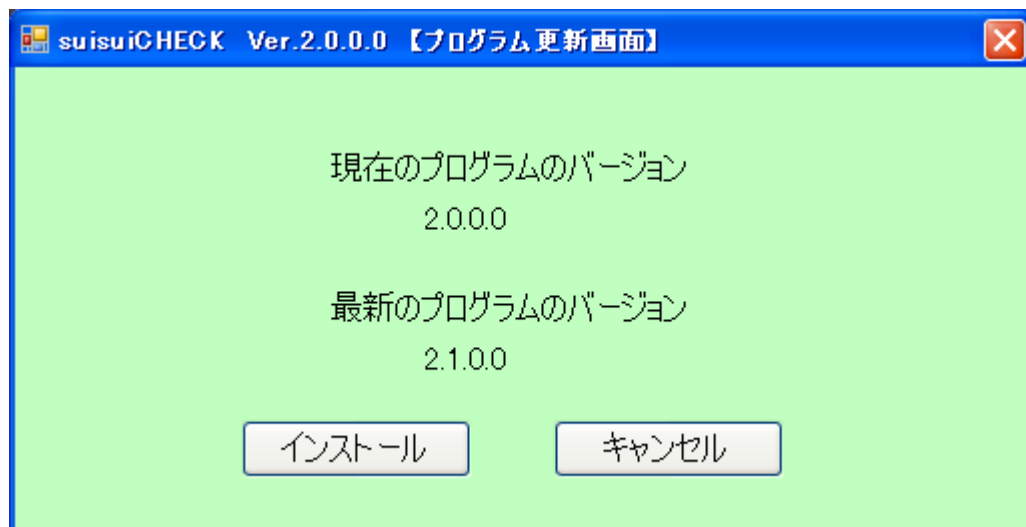 suisuiCHECK Ver.2.0.0.0 【プログラム更新画面】
現在のプログラムのバージョン
2.0.0.0
最新のプログラムのバージョン
2.1.0.0
インストール キャンセル